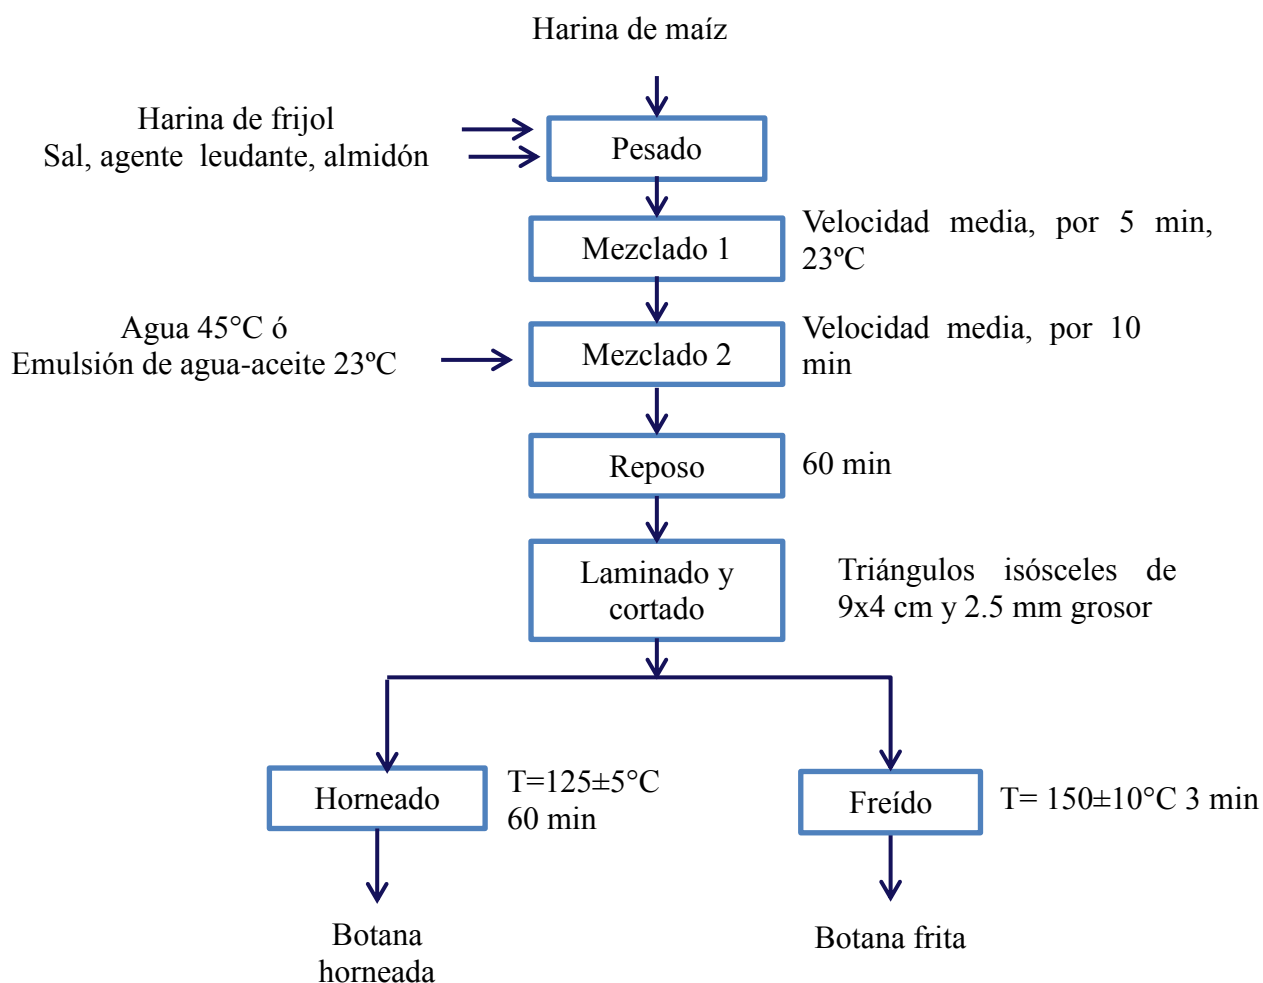 Harina de maíz
Harina de frijol
Sal, agente leudante, almidón
Pesado
Mezclado 1
Velocidad media, por 5 min,
23ºC
Agua 45°C ó
Emulsión de agua-aceite 23ºC
Mezclado 2
Velocidad media, por 10
min
Reposo
60 min
Laminado y
cortado
Triángulos isósceles de
9x4 cm y 2.5 mm grosor
Horneado
T=125±5°C
60 min
Freído
T= 150±10°C 3 min
Botana
horneada
Botana frita